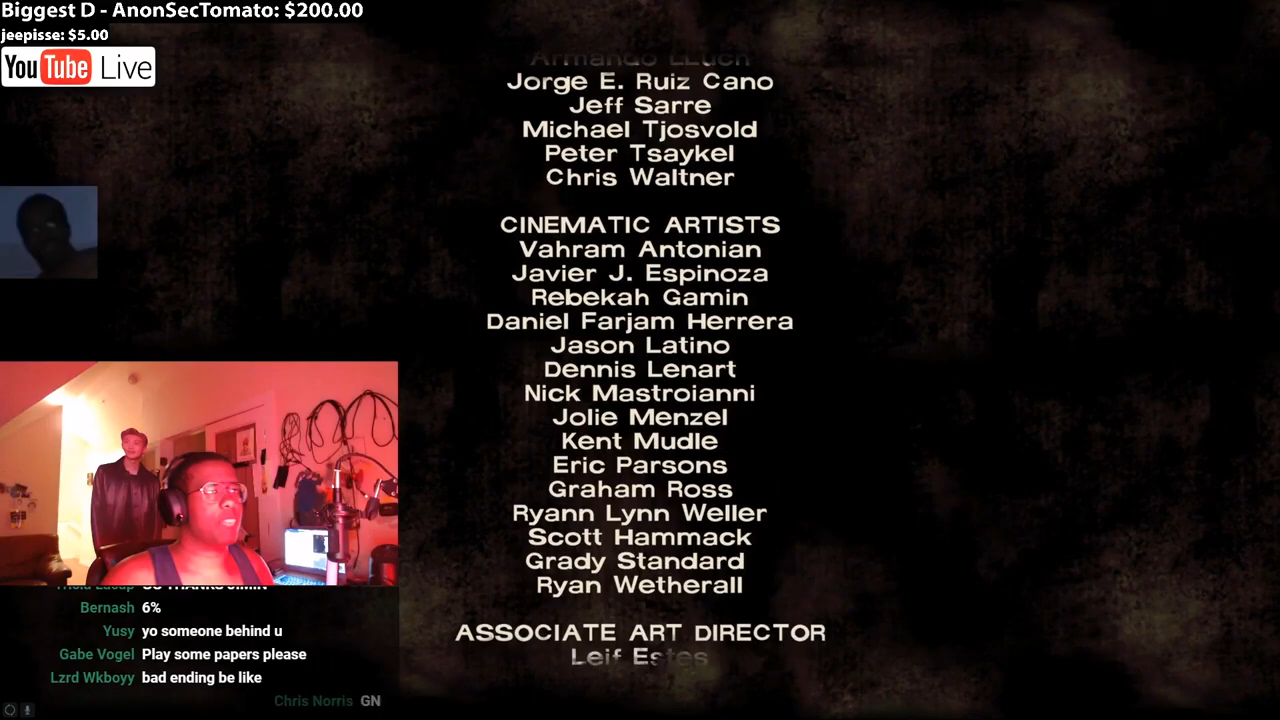 Biggest D - AnonSecTomato: $200.00
jeepisse: $5.00
YouTube Live
Armando LLuch
Jorge E. Ruiz Cano
Jeff Sarre
Michael Tjosvold
Peter Tsaykel
Chris Waltner
CINEMATIC ARTISTS
Vahram Antonian
Javier J. Espinoza
Rebekah Gamin
Daniel Farjam Herrera
Jason Latino
Dennis Lenart
Nick Mastroianni
Jolie Menzel
Kent Mudle
Eric Parsons
Graham Ross
Ryann Lynn Weller
Scott Hammack
Grady Standard
Ryan Wetherall
ASSOCIATE ART DIRECTOR
Leif Estes
Bernash 6%
Yusy yo someone behind u
Gabe Vogel Play some papers please
Lzrd Wkboyy bad ending be like
Chris Norris GN